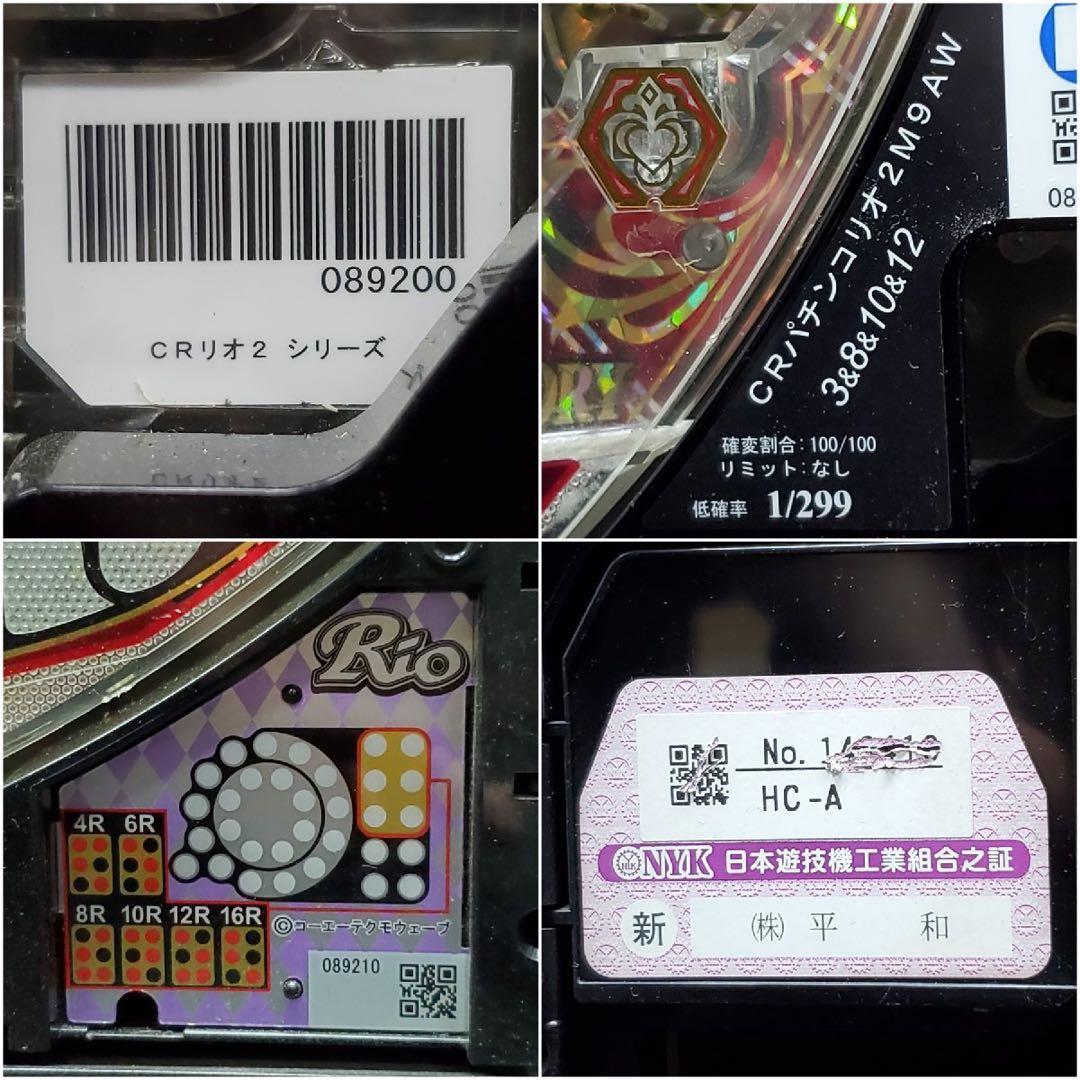 089200
CRリオ2 シリーズ
CRパチンコリオ2M9AW
3&8&10&12
確変割合:100/100
リミット:なし
低確率 1/299
08
Rio
4R 6R
8R 10R 12R 16R
©コーエーテクモウェーブ
089210
No. 14
HC-A
NYK 日本遊技機工業組合之証
新 (株) 平 和